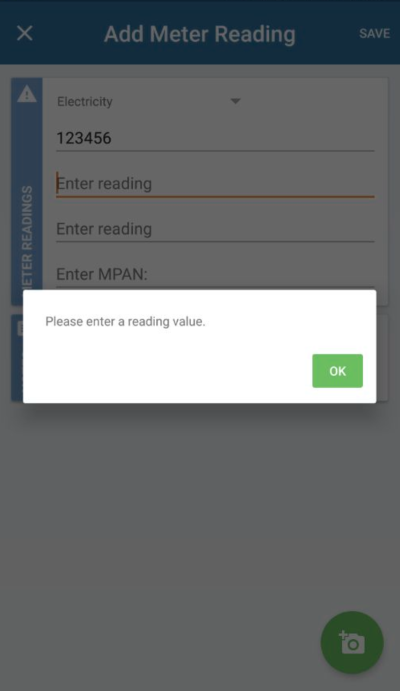 Add Meter Reading
SAVE
Electricity
123456
Enter reading
Enter reading
Enter MPAN:
METER READINGS
Please enter a reading value.
OK